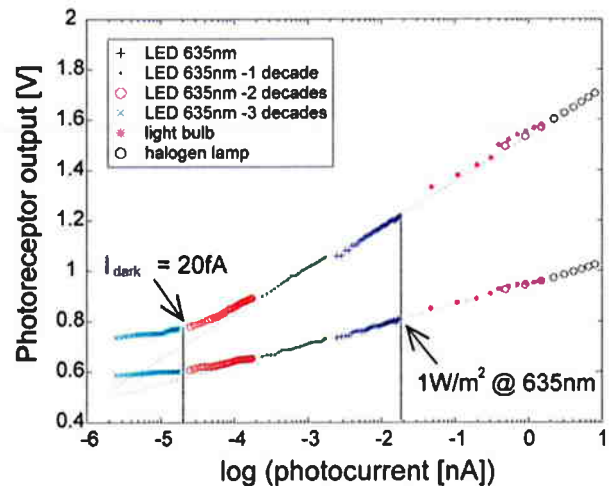 2
1.8
1.6
1.4
1.2
1
0.8
0.6
0.4
Photoreceptor output [V]
LED 635nm
LED 635nm -1 decade
LED 635nm -2 decades
LED 635nm -3 decades
light bulb
halogen lamp
i dark = 20fA
1W/m² @ 635nm
-6 -5 -4 -3 -2 -1 0 1
log (photocurrent [nA])